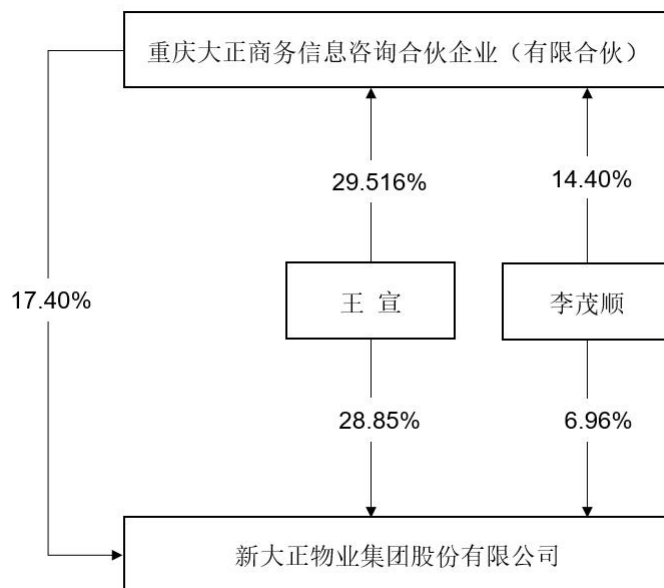 重庆大正商务信息咨询合伙企业（有限合伙）
29.516%
14.40%
17.40%
王 宣
李茂顺
28.85%
6.96%
新大正物业集团股份有限公司